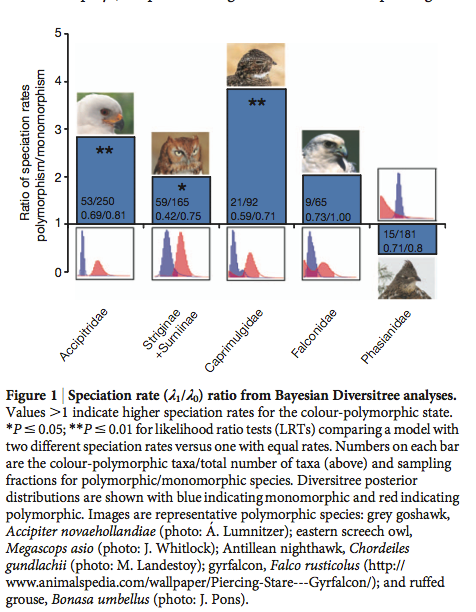 5
4
3
2
1
0
Ratio of speciation rates
polymorphism/monomorphism
**
53/250
0.69/0.81
*
59/165
0.42/0.75
**
21/92
0.59/0.71
9/65
0.73/1.00
15/181
0.71/0.8
Accipitridae
Striginae
+Surniinae
Caprimulgidae
Falconidae
Phasianidae
Figure 1 | Speciation rate (λ1/λ0) ratio from Bayesian Diversitree analyses.
Values >1 indicate higher speciation rates for the colour-polymorphic state.
*P≤0.05; **P≤0.01 for likelihood ratio tests (LRTs) comparing a model with
two different speciation rates versus one with equal rates. Numbers on each bar
are the colour-polymorphic taxa/total number of taxa (above) and sampling
fractions for polymorphic/monomorphic species. Diversitree posterior
distributions are shown with blue indicating monomorphic and red indicating
polymorphic. Images are representative polymorphic species: grey goshawk,
Accipiter novaehollandiae (photo: Á. Lumnitzer); eastern screech owl,
Megascops asio (photo: J. Whitlock); Antillean nighthawk, Chordeiles
gundlachii (photo: M. Landestoy); gyrfalcon, Falco rusticolus (http://
www.animalspedia.com/wallpaper/Piercing-Stare---Gyrfalcon/); and ruffed
grouse, Bonasa umbellus (photo: J. Pons).